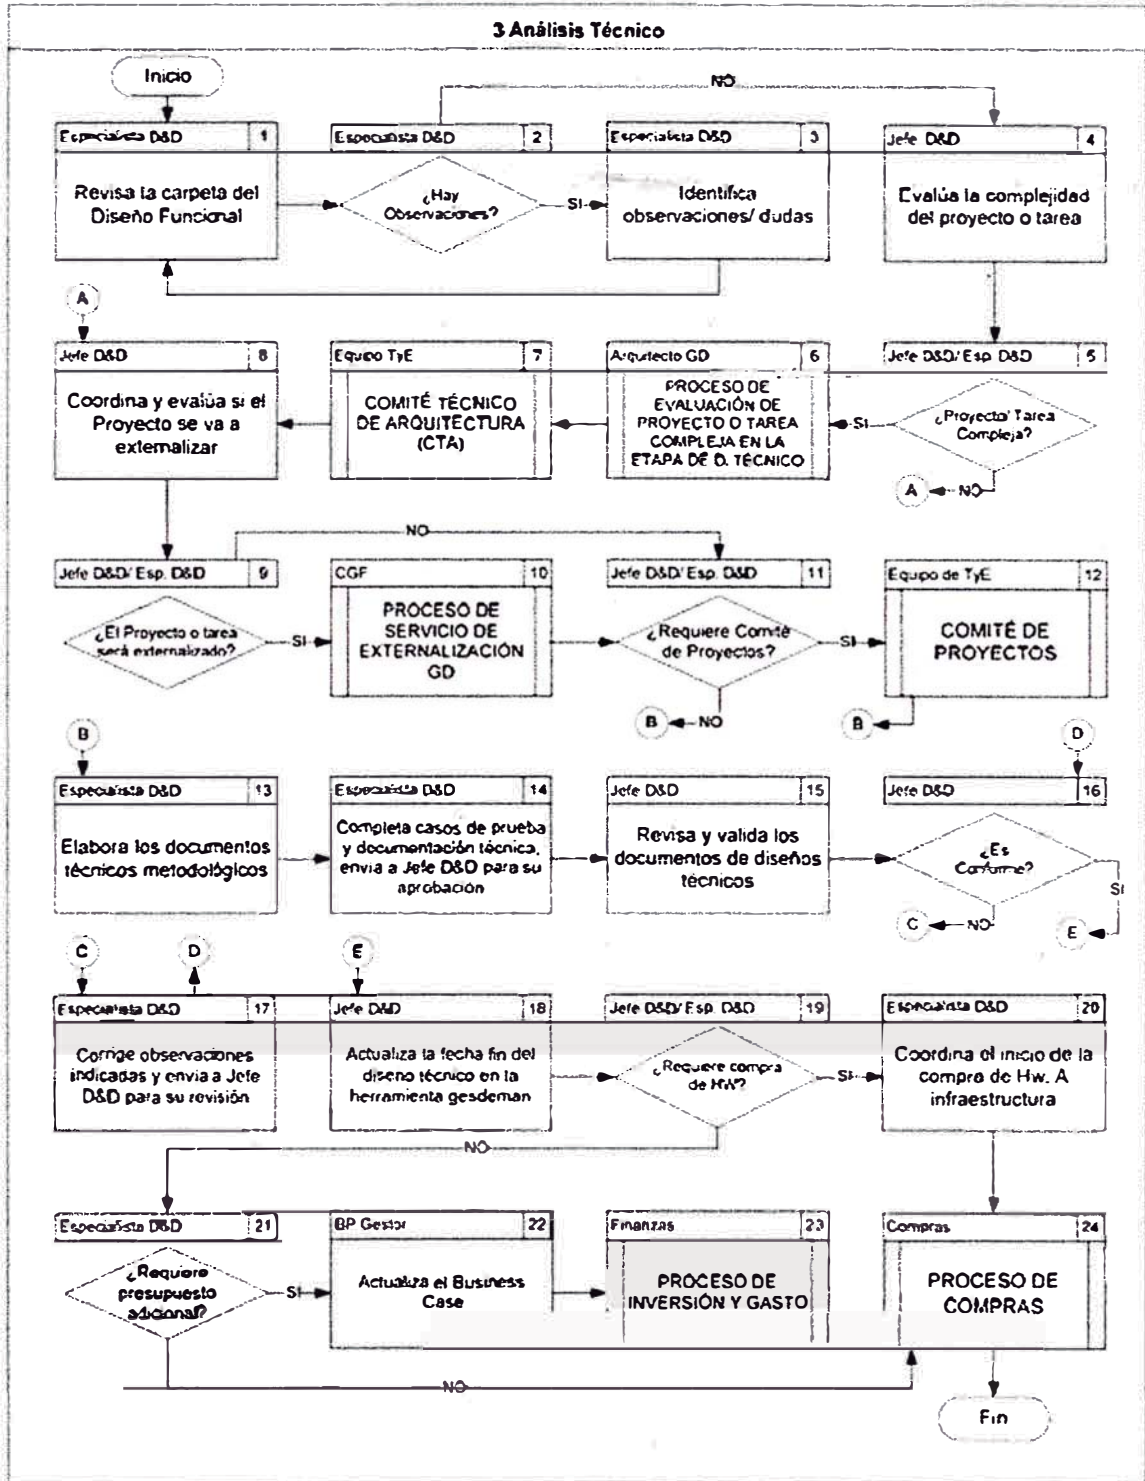 3 Análisis Técnico
Inicio
NO
Especialista D&D 1
Revisa la carpeta del
Diseño Funcional
Especialista D&D 2
¿Hay
Observaciones?
SI
Especialista D&D 3
Identifica
observaciones/ dudas
Jefe D&D 4
Evalúa la complejidad
del proyecto o tarea
A
Jefe D&D 8
Coordina y evalúa si el
Proyecto se va a
externalizar
Equipo TyE 7
COMITÉ TÉCNICO
DE ARQUITECTURA
(CTA)
Arquitecto GD 6
PROCESO DE
EVALUACIÓN DE
PROYECTO O TAREA
COMPLEJA EN LA
ETAPA DE D. TÉCNICO
SI
Jefe D&D/ Esp. D&D 5
¿Proyecto/ Tarea
Compleja?
A
NO
NO
Jefe D&D/ Esp. D&D 9
¿El Proyecto o tarea
será externalizado?
SI
CGF 10
PROCESO DE
SERVICIO DE
EXTERNALIZACIÓN
GD
Jefe D&D/ Esp. D&D 11
¿Requiere Comité
de Proyectos?
SI
Equipo de TyE 12
COMITÉ DE
PROYECTOS
B
NO
B
B
D
Especialista D&D 13
Elabora los documentos
técnicos metodológicos
Especialista D&D 14
Completa casos de prueba
y documentación técnica,
envia a Jefe D&D para su
aprobación
Jefe D&D 15
Revisa y valida los
documentos de diseños
técnicos
Jefe D&D 16
¿Es
Conforme?
SI
C
NO
E
C
D
E
Especialista D&D 17
Corrige observaciones
indicadas y envia a Jefe
D&D para su revisión
Jefe D&D 18
Actualiza la fecha fin del
diseno técnico en la
herramienta gesdeman
Jefe D&D/ Esp. D&D 19
¿Requiere compra
de HW?
SI
Especialista D&D 20
Coordina el inicio de la
compra de Hw. A
infraestructura
NO
Especialista D&D 21
¿Requiere
presupuesto
adicional?
SI
BP Gestor 22
Actualiza el Business
Case
Finanzas 23
PROCESO DE
INVERSIÓN Y GASTO
Compras 24
PROCESO DE
COMPRAS
NO
Fin